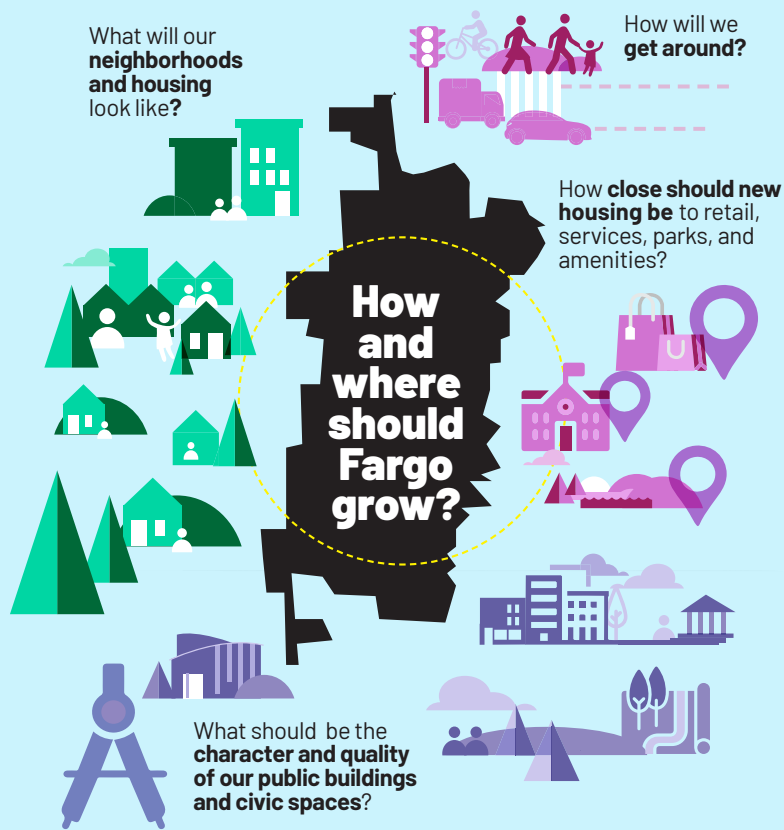 What will our
neighborhoods
and housing
look like?
How will we
get around?
How close should new
housing be to retail,
services, parks, and
amenities?
How
and
where
should
Fargo
grow?
What should be the
character and quality
of our public buildings
and civic spaces?